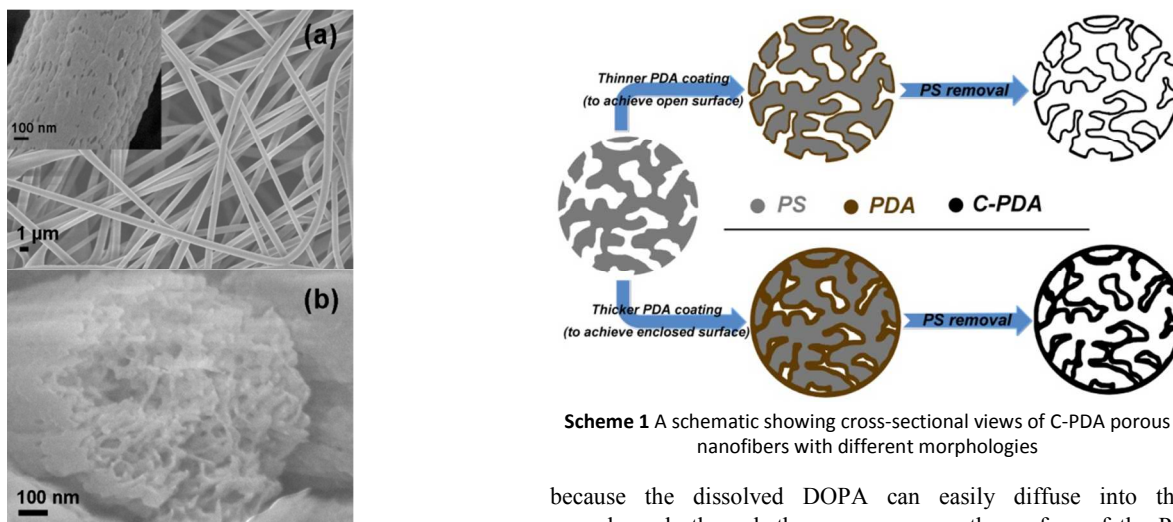 (a)
100 nm
1 µm
(b)
100 nm
Thinner PDA coating
(to achieve open surface)
PS removal
PS
PDA
C-PDA
Thicker PDA coating
(to achieve enclosed surface)
PS removal
Scheme 1 A schematic showing cross-sectional views of C-PDA porous
nanofibers with different morphologies
because the dissolved DOPA can easily diffuse into